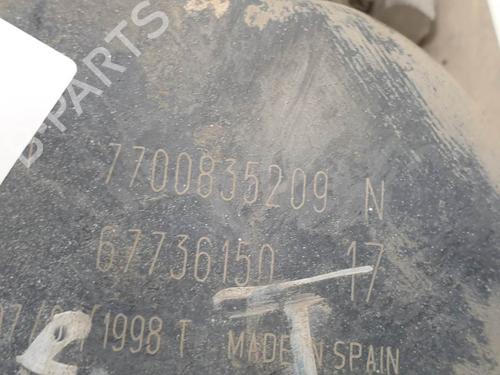 B-PARTS
7700835209 N
67736150 17
1998 T MADE IN SPAIN